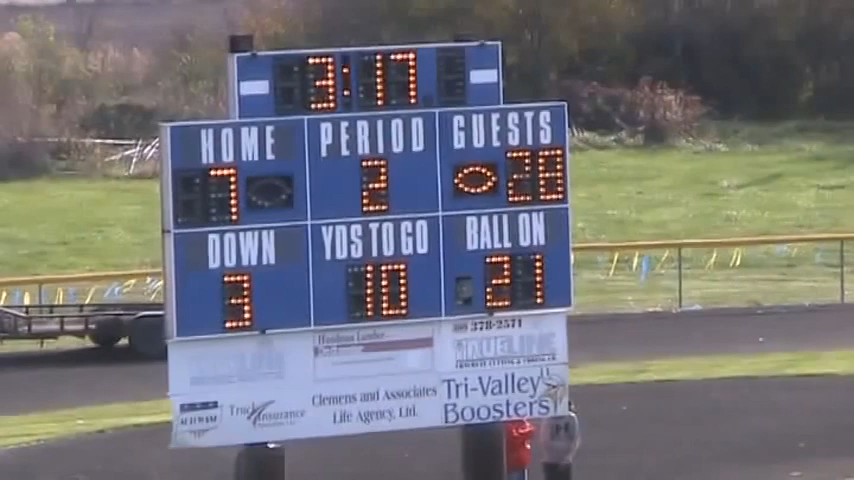 3:17
HOME PERIOD GUESTS
7 2 28
DOWN YDS TO GO BALL ON
3 10 21
378-2571
Clemens and Associates
Life Agency, Ltd.
Tri-Valley
Boosters
Insurance